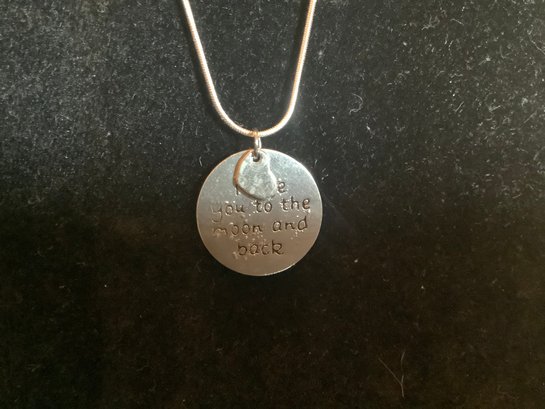 you to the
moon and
back